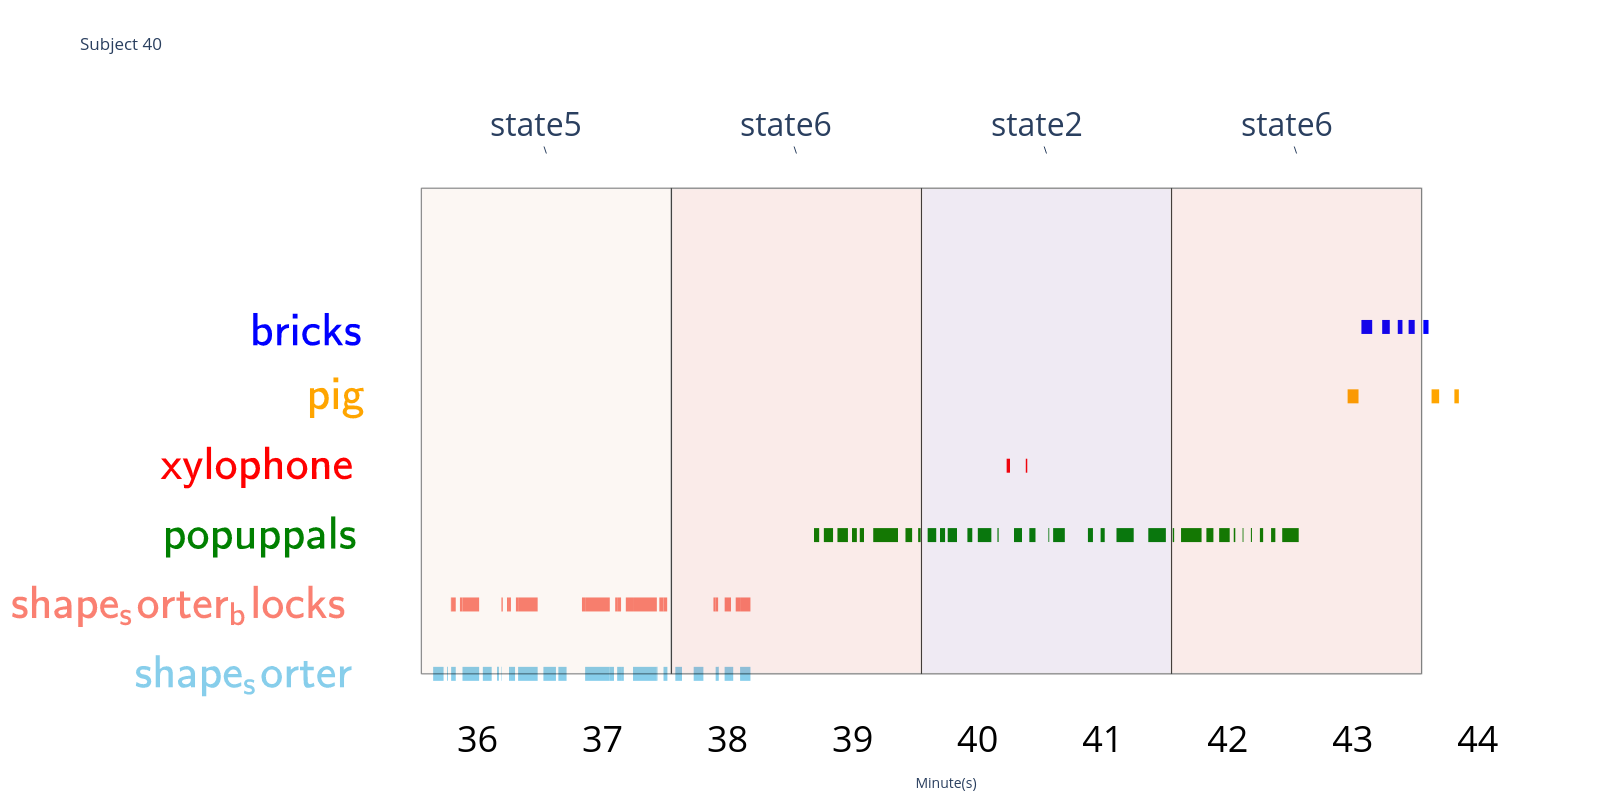 Subject 40
state5 state6 state2 state6
bricks
pig
xylophone
popuppals
shapesorterblocks
shapesorter
36 37 38 39 40 41 42 43 44
Minute(s)